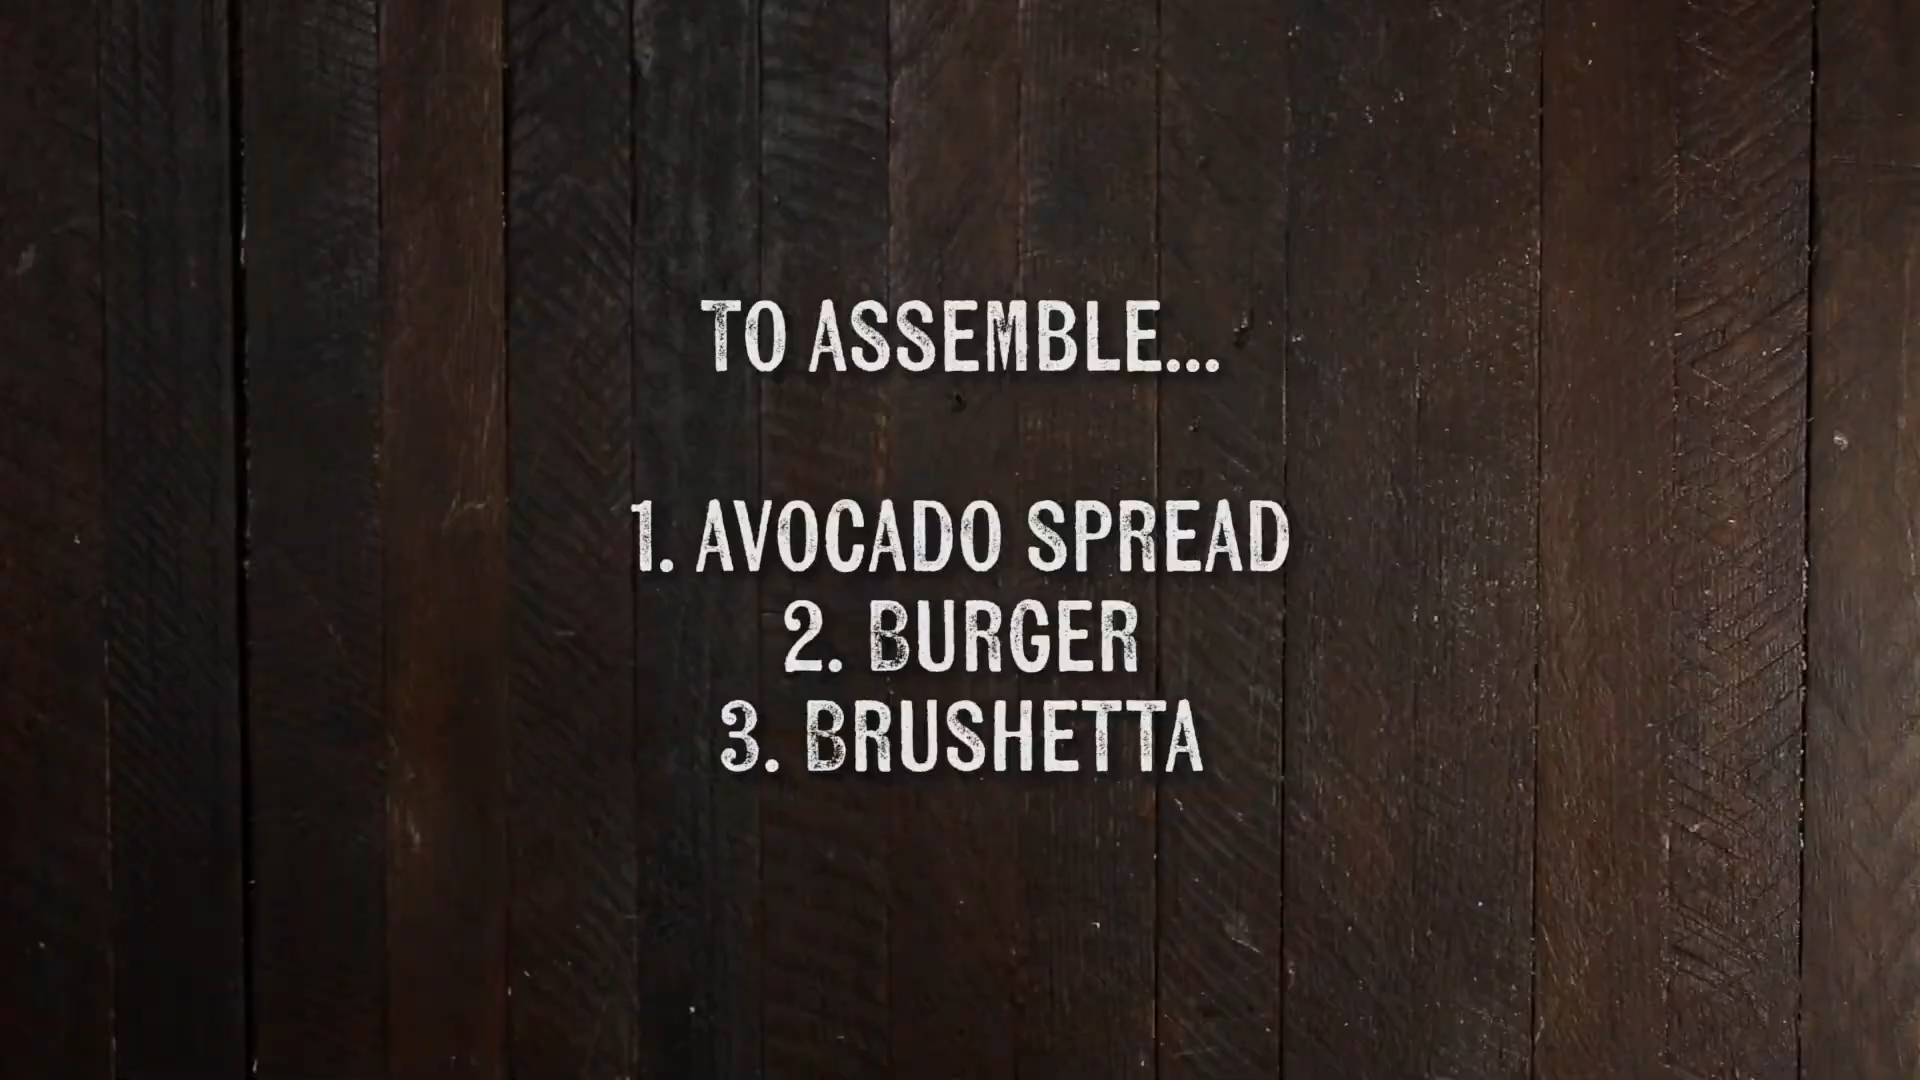 TO ASSEMBLE...
1. AVOCADO SPREAD
2. BURGER
3. BRUSHETTA